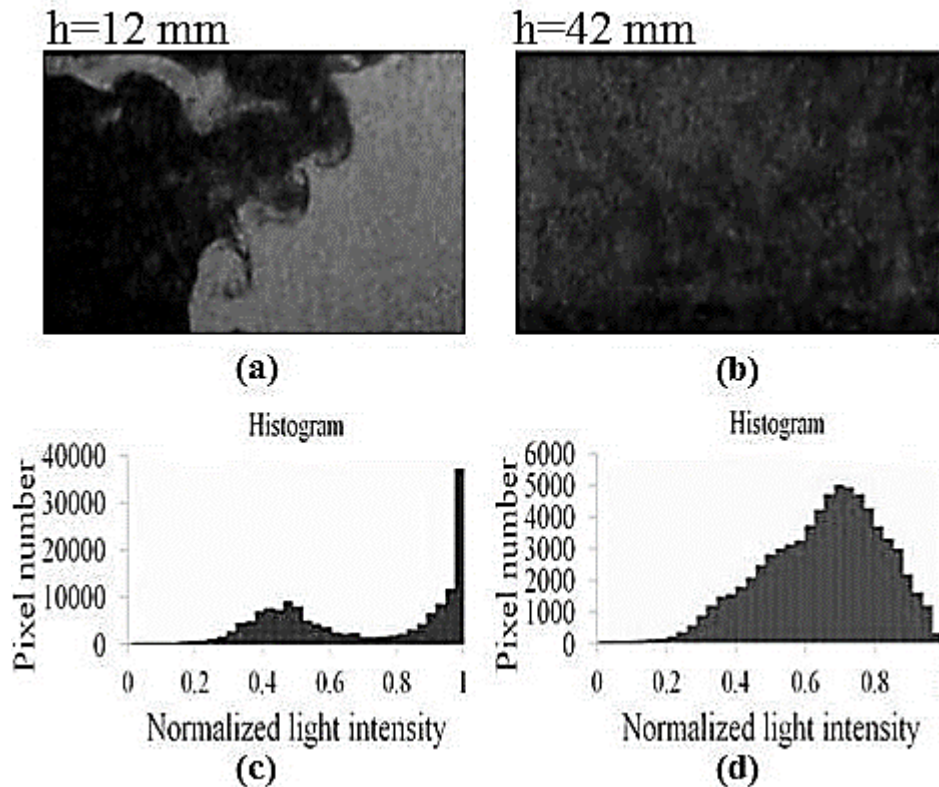 h=12 mm
h=42 mm
(a)
(b)
Histogram
40000
30000
20000
10000
0
Pixel number
0 0.2 0.4 0.6 0.8 1
Normalized light intensity
(c)
Histogram
6000
5000
4000
3000
2000
1000
0
Pixel number
0 0.2 0.4 0.6 0.8
Normalized light intensity
(d)